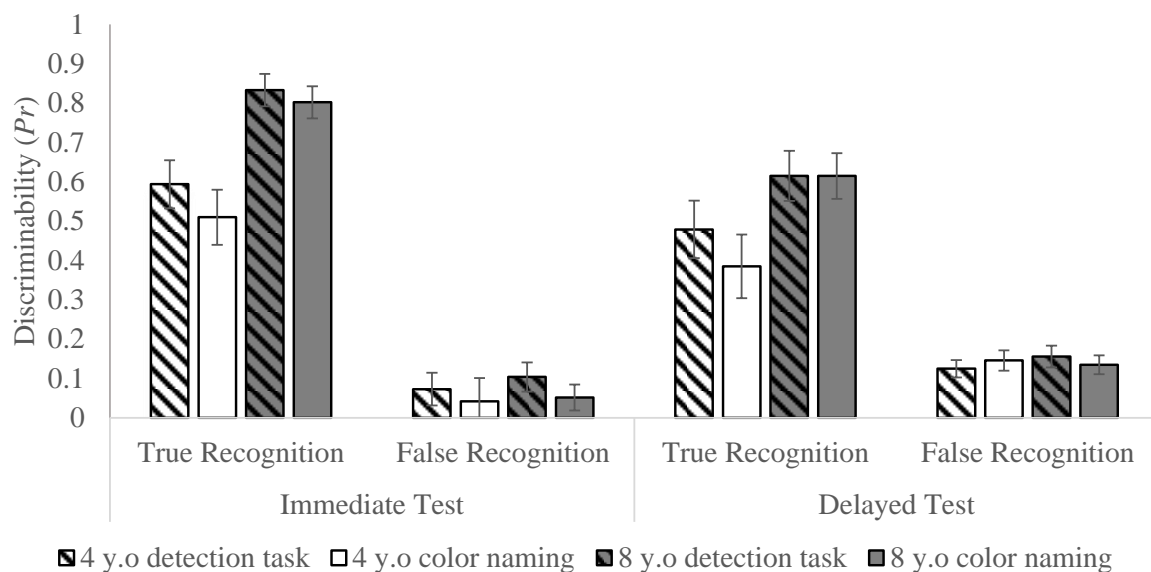 1
0.9
0.8
0.7
0.6
0.5
0.4
0.3
0.2
0.1
0
Discriminability (Pr)
True Recognition False Recognition True Recognition False Recognition
Immediate Test Delayed Test
4 y.o detection task 4 y.o color naming 8 y.o detection task 8 y.o color naming